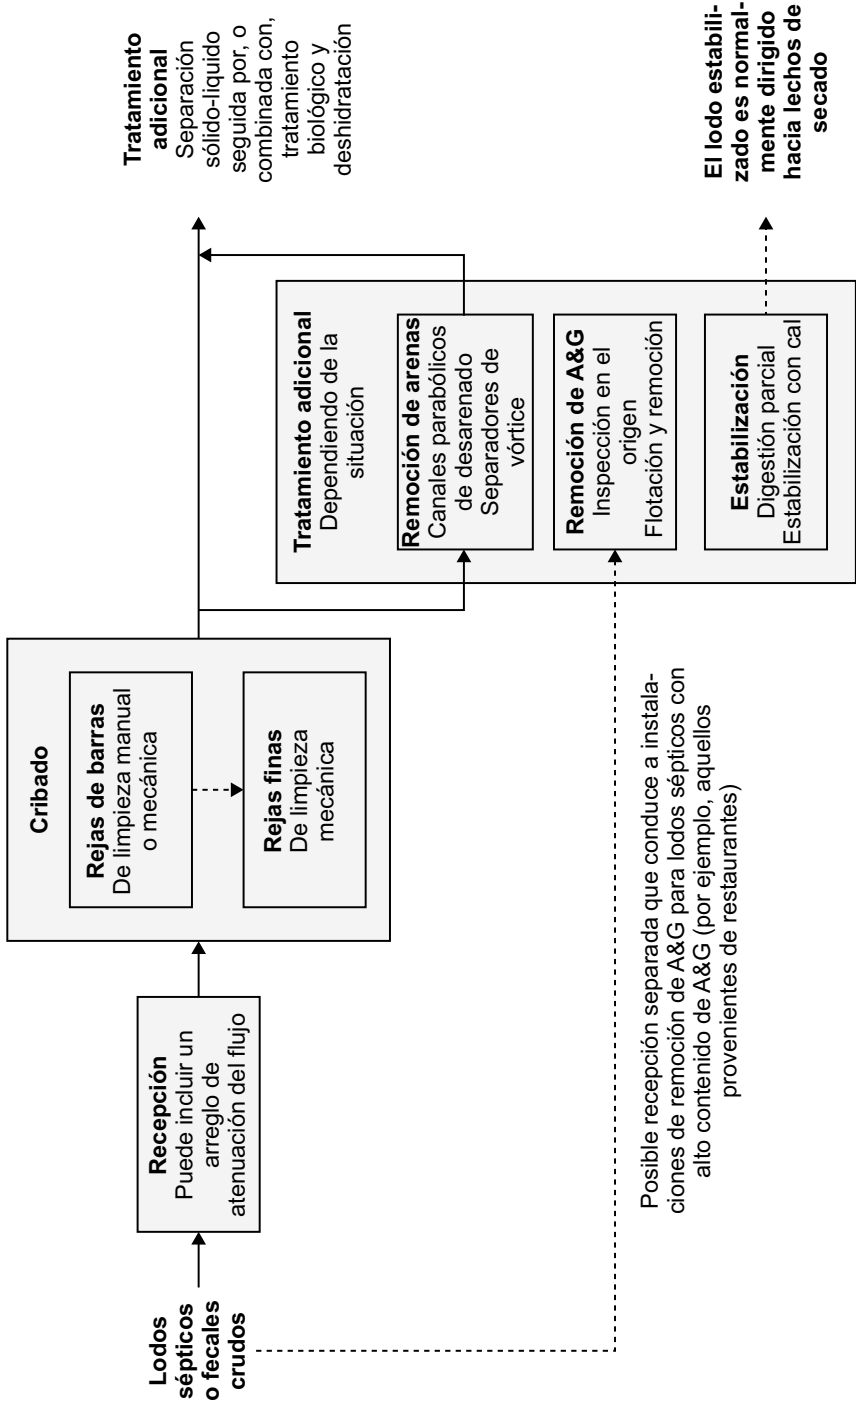 Lodos
sépticos
o fecales
crudos
Recepción
Puede incluir un
arreglo de
atenuación del flujo
Cribado
Rejas de barras
De limpieza manual
o mecánica
Rejas finas
De limpieza
mecánica
Tratamiento
adicional
Separación
sólido-liquido
seguida por, o
combinada con,
tratamiento
biológico y
deshidratación
Tratamiento adicional
Dependiendo de la
situación
Remoción de arenas
Canales parabólicos
de desarenado
Separadores de
vórtice
Remoción de A&G
Inspección en el
origen
Flotación y remoción
Estabilización
Digestión parcial
Estabilización con cal
El lodo estabili-
zado es normal-
mente dirigido
hacia lechos de
secado
Posible recepción separada que conduce a instala-
ciones de remoción de A&G para lodos sépticos con
alto contenido de A&G (por ejemplo, aquellos
provenientes de restaurantes)